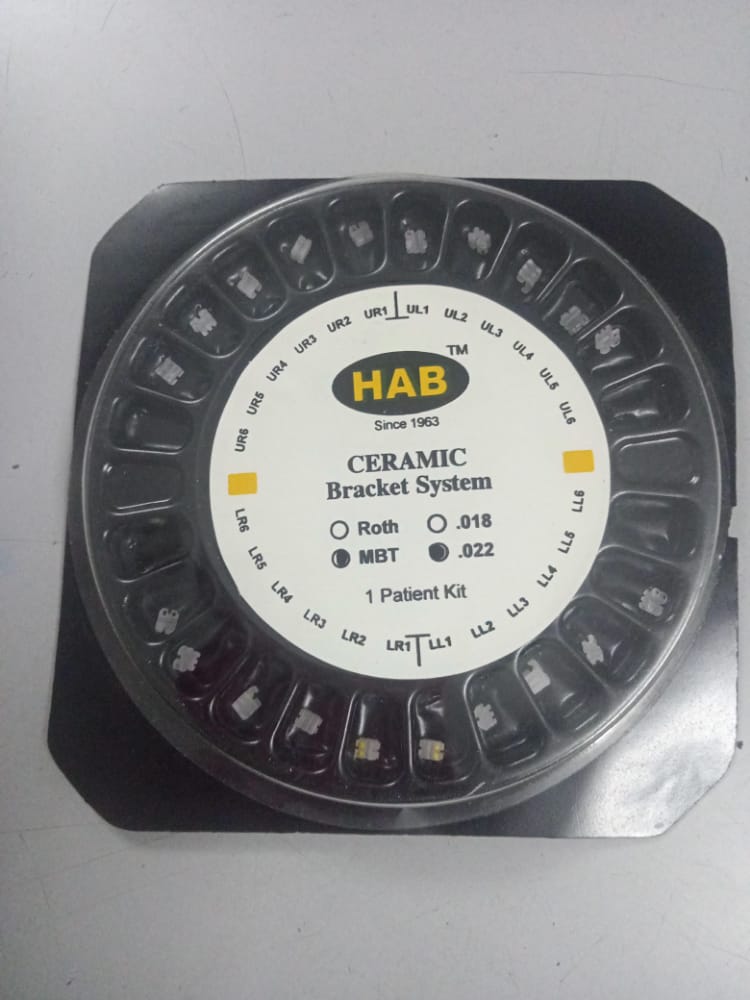 UR6 UR5 UR4 UR3 UR2 UR1 UL1 UL2 UL3 UL4 UL5 UL6
HAB TM
Since 1963
CERAMIC
Bracket System
Roth .018
MBT .022
1 Patient Kit
LR6 LR5 LR4 LR3 LR2 LR1 LL1 LL2 LL3 LL4 LL5 LL6